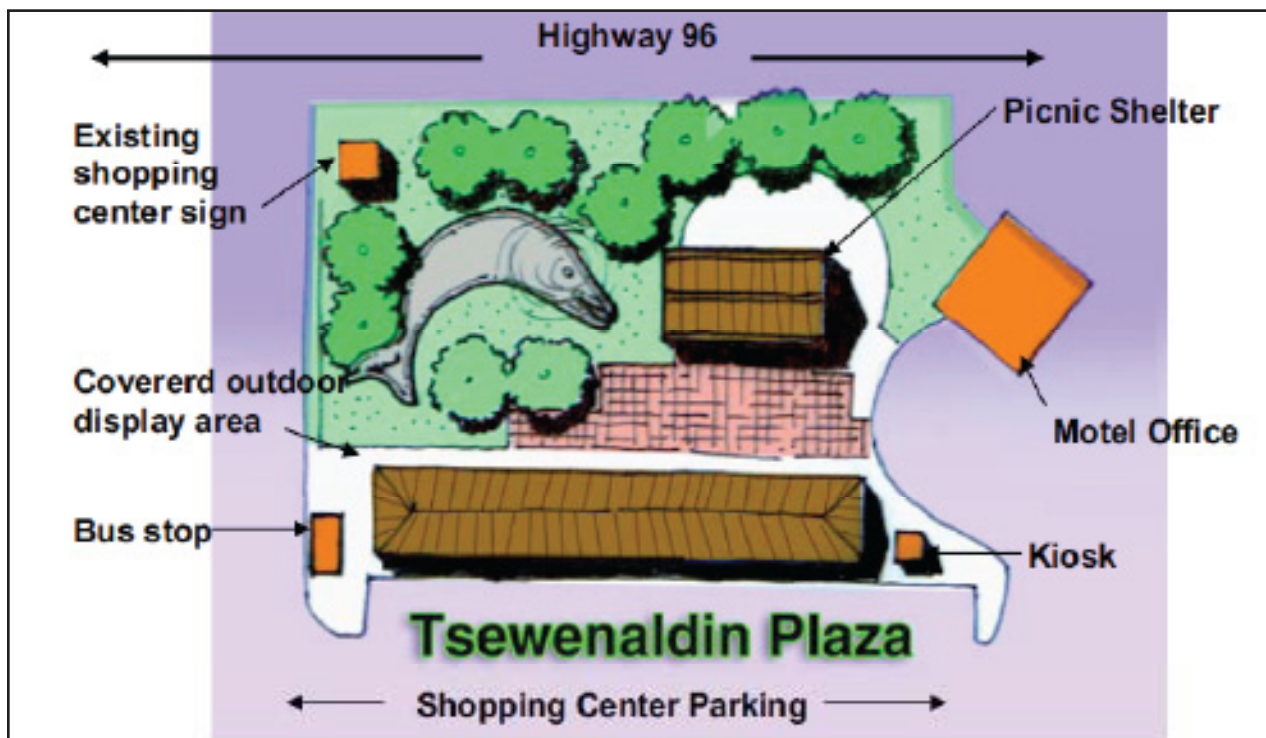 Highway 96
Existing
shopping
center sign
Picnic Shelter
Covererd outdoor
display area
Motel Office
Bus stop
Kiosk
Tsewenaldin Plaza
Shopping Center Parking